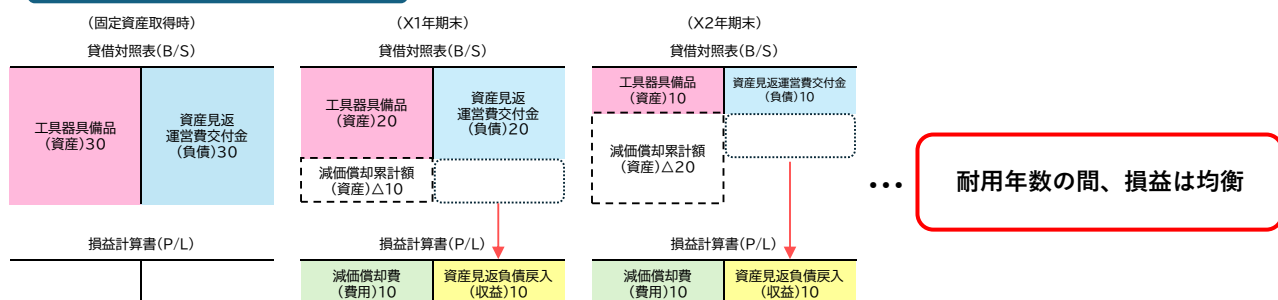 (固定資産取得時)
貸借対照表(B/S)
工具器具備品
(資産)30
資産見返
運営費交付金
(負債)30
損益計算書(P/L)
(X1年期末)
貸借対照表(B/S)
工具器具備品
(資産)20
資産見返
運営費交付金
(負債)20
減価償却累計額
(資産)△10
損益計算書(P/L)
減価償却費
(費用)10
資産見返負債戻入
(収益)10
(X2年期末)
貸借対照表(B/S)
工具器具備品
(資産)10
資産見返運営費交付金
(負債)10
減価償却累計額
(資産)△20
損益計算書(P/L)
減価償却費
(費用)10
資産見返負債戻入
(収益)10
…
耐用年数の間、損益は均衡